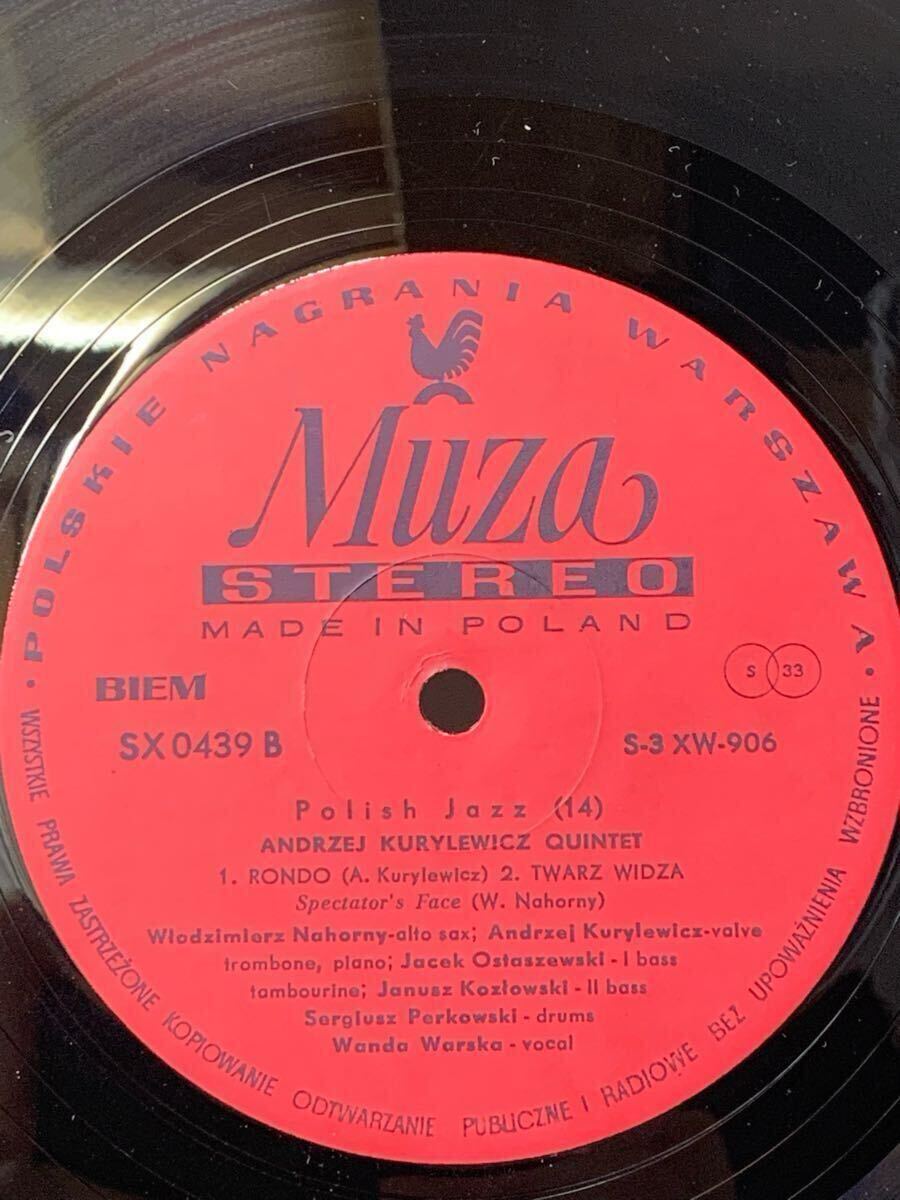 • POLSKIE NAGRANIA WARSZAWA •
Muza
STEREO
MADE IN POLAND
BIEM
S 33
SX 0439 B
S-3 XW-906
Polish Jazz (14)
ANDRZEJ KURYLEWICZ QUINTET
1. RONDO (A. Kurylewicz) 2. TWARZ WIDZA
Spectator's Face (W. Nahorny)
Wlodzimierz Nahorny-alto sax; Andrzej Kurylewicz-valve
trombone, piano; Jacek Ostaszewski - I bass
tambourine; Janusz Kozłowski - II bass
Sergiusz Perkowski - drums
Wanda Warska - vocal
WSZYSTKIE PRAWA ZASTRZEŻONE KOPIOWANIE ODTWARZANIE PUBLICZNE I RADIOWE BEZ UPOWAŻNIENIA WZBRONIONE